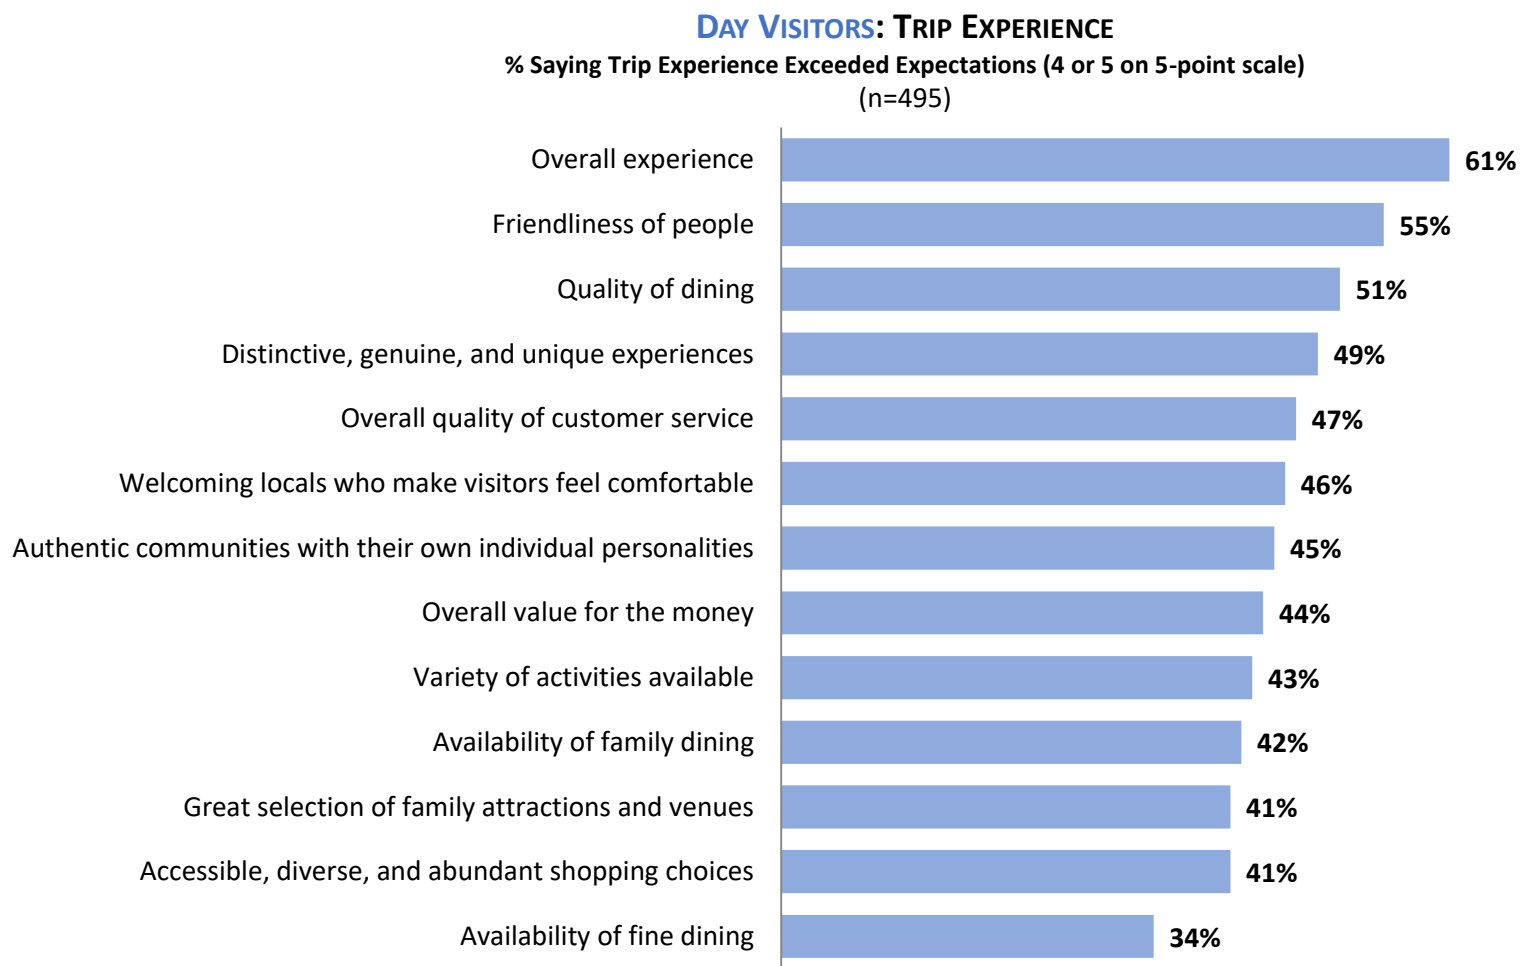 DAY VISITORS: TRIP EXPERIENCE
% Saying Trip Experience Exceeded Expectations (4 or 5 on 5-point scale)
(n=495)
Overall experience 61%
Friendliness of people 55%
Quality of dining 51%
Distinctive, genuine, and unique experiences 49%
Overall quality of customer service 47%
Welcoming locals who make visitors feel comfortable 46%
Authentic communities with their own individual personalities 45%
Overall value for the money 44%
Variety of activities available 43%
Availability of family dining 42%
Great selection of family attractions and venues 41%
Accessible, diverse, and abundant shopping choices 41%
Availability of fine dining 34%